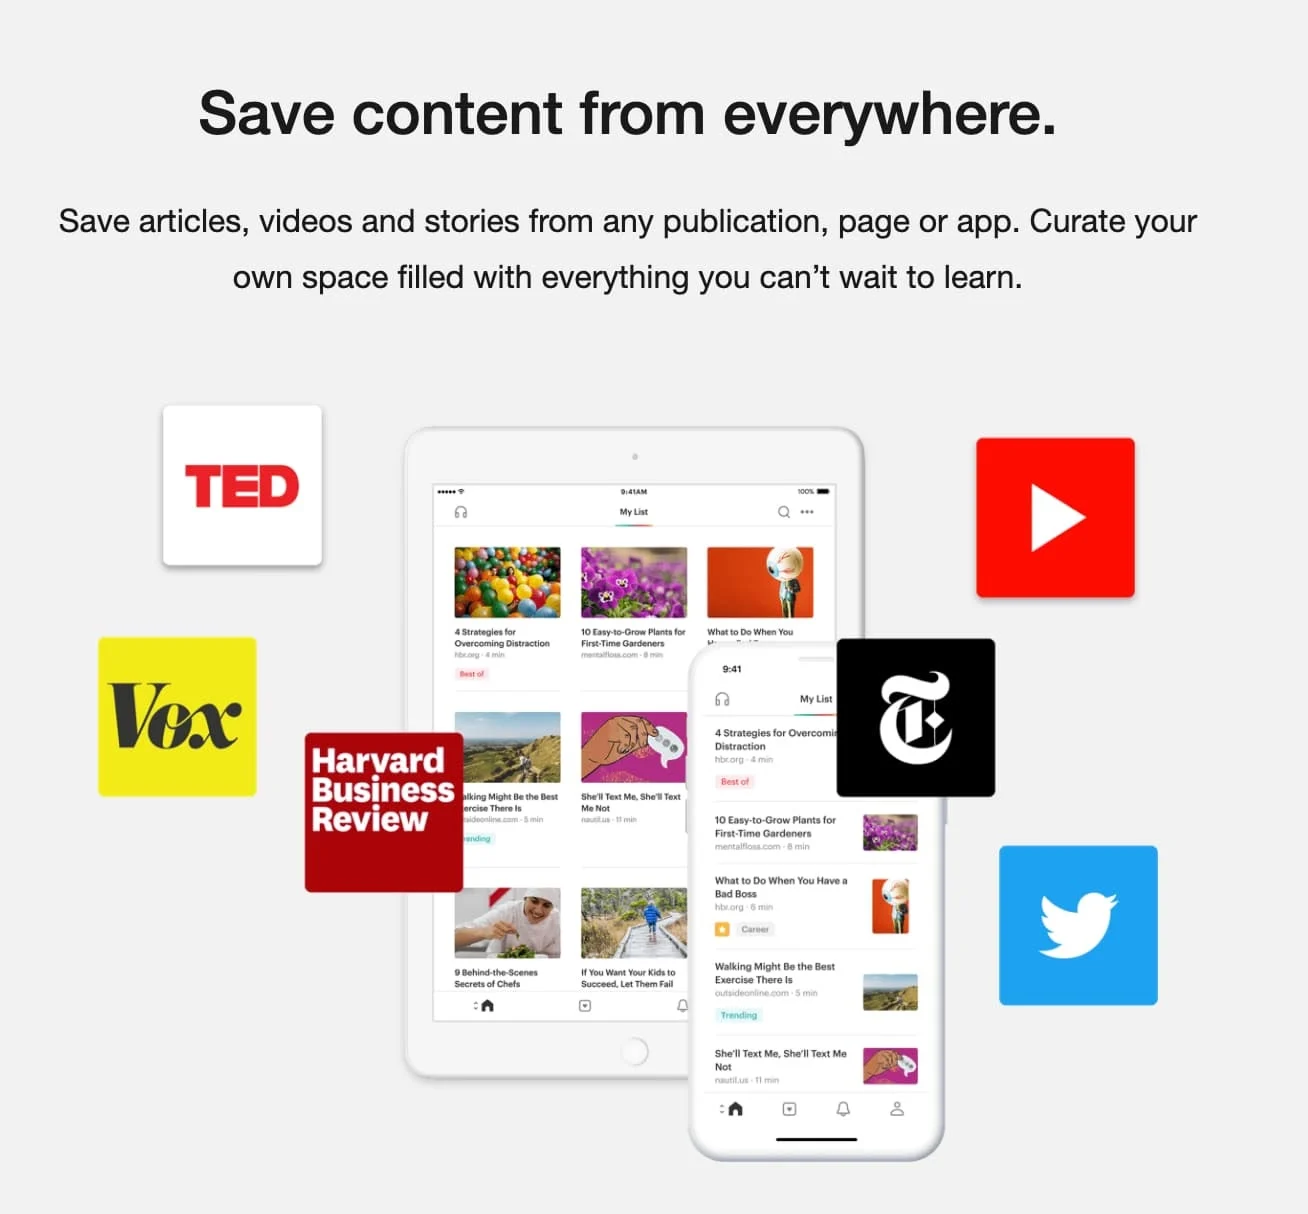 Save content from everywhere.
Save articles, videos and stories from any publication, page or app. Curate your
own space filled with everything you can’t wait to learn.
TED
Vox
Harvard
Business
Review
9:41AM
100%
My List
4 Strategies for
Overcoming Distraction
hbr.org · 4 min
Best of
10 Easy-to-Grow Plants for
First-Time Gardeners
mentalfloss.com · 8 min
What to Do When You
alking Might Be the Best
ercise There Is
sideonline.com · 5 min
ending
She'll Text Me, She'll Text
Me Not
nautil.us · 11 min
9 Behind-the-Scenes
Secrets of Chefs
If You Want Your Kids to
Succeed, Let Them Fail
9:41
My List
4 Strategies for Overcomin
Distraction
hbr.org · 4 min
Best of
10 Easy-to-Grow Plants for
First-Time Gardeners
mentalfloss.com · 8 min
What to Do When You Have a
Bad Boss
hbr.org · 6 min
Career
Walking Might Be the Best
Exercise There Is
outsideonline.com · 5 min
Trending
She'll Text Me, She'll Text Me
Not
nautil.us · 11 min
T